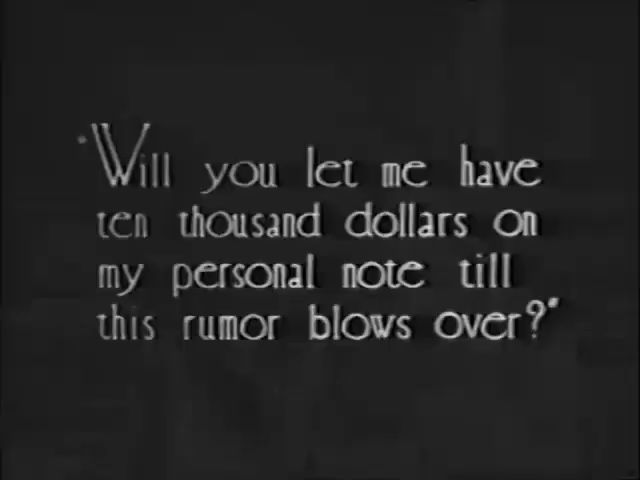 "Will you let me have
ten thousand dollars on
my personal note till
this rumor blows over?"